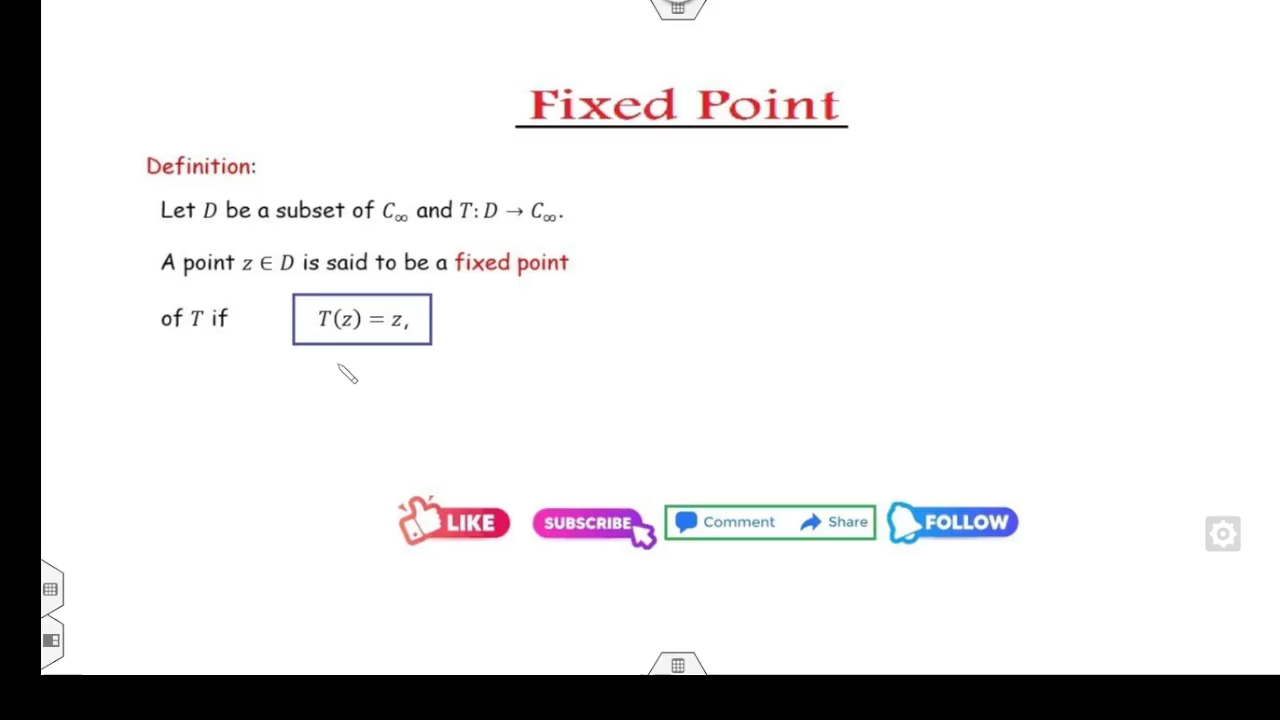 Fixed Point
Definition:
Let D be a subset of C∞ and T: D → C∞.
A point z ∈ D is said to be a fixed point
of T if T(z) = z,
LIKE SUBSCRIBE Comment Share FOLLOW